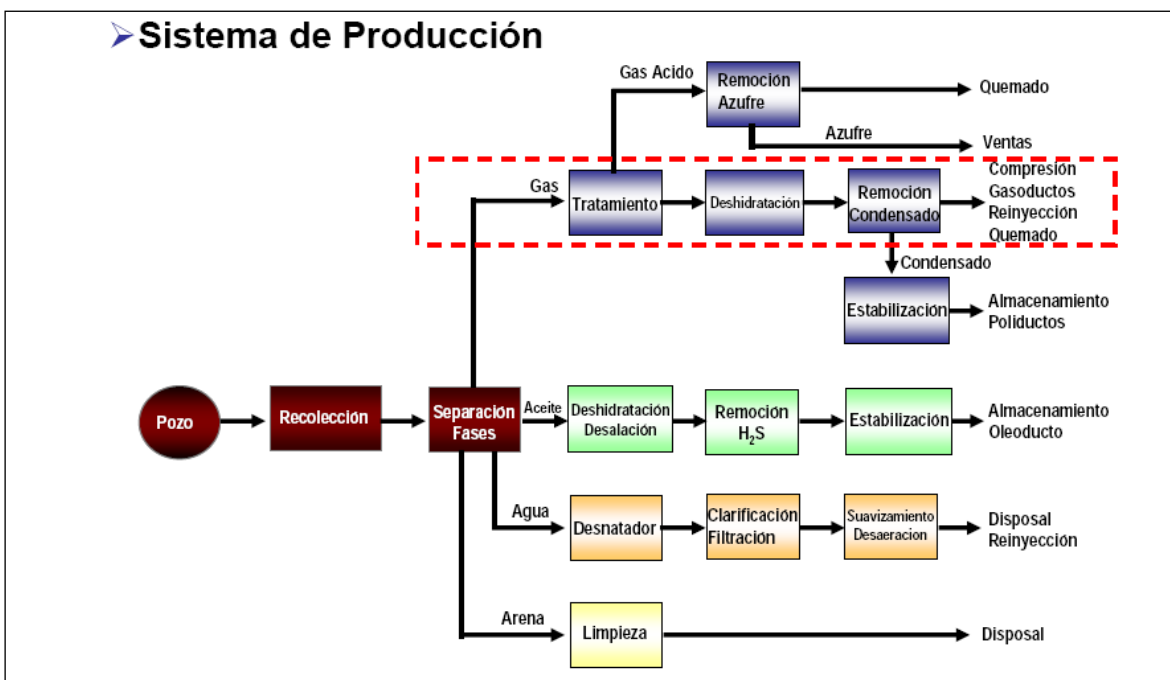 ➢Sistema de Producción
Gas Acido
Remoción
Azufre
Quemado
Azufre
Ventas
Gas
Tratamiento
Deshidratación
Remoción
Condensado
Compresión
Gasoductos
Reinyección
Quemado
Condensado
Estabilización
Almacenamiento
Poliductos
Pozo
Recolección
Separación
Fases
Aceite
Deshidratación
Desalación
Remoción
H₂S
Estabilización
Almacenamiento
Oleoducto
Agua
Desnatador
Clarificación
Filtración
Suavizamiento
Desaeracion
Disposal
Reinyección
Arena
Limpieza
Disposal